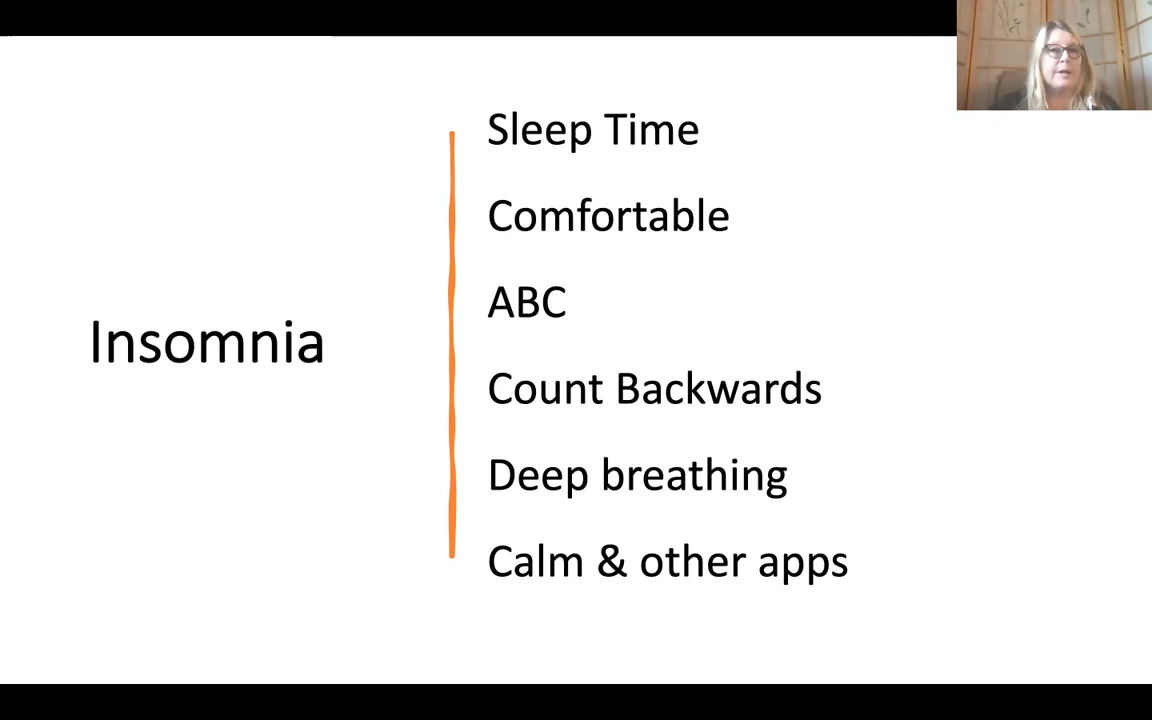 Insomnia
Sleep Time
Comfortable
ABC
Count Backwards
Deep breathing
Calm & other apps